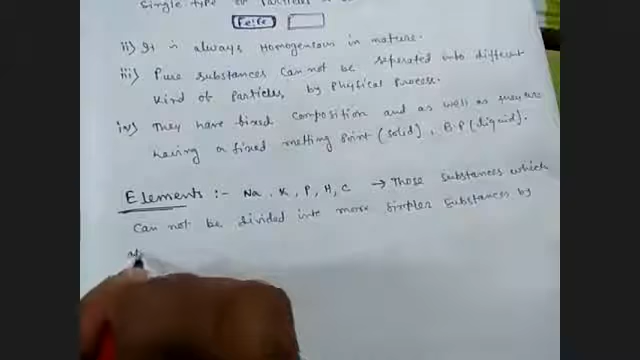 Single type of Particles
Fe:Fe
ii) It is always Homogenous in nature.
iii) Pure substances can not be seperated into different
kind of Particles, by Physical Process.
iv) They have fixed composition and as well as they are
having a fixed melting Point (solid), B.P (liquid).
Elements :- Na, K, P, H, C → Those substances which
can not be divided into more simpler substances by